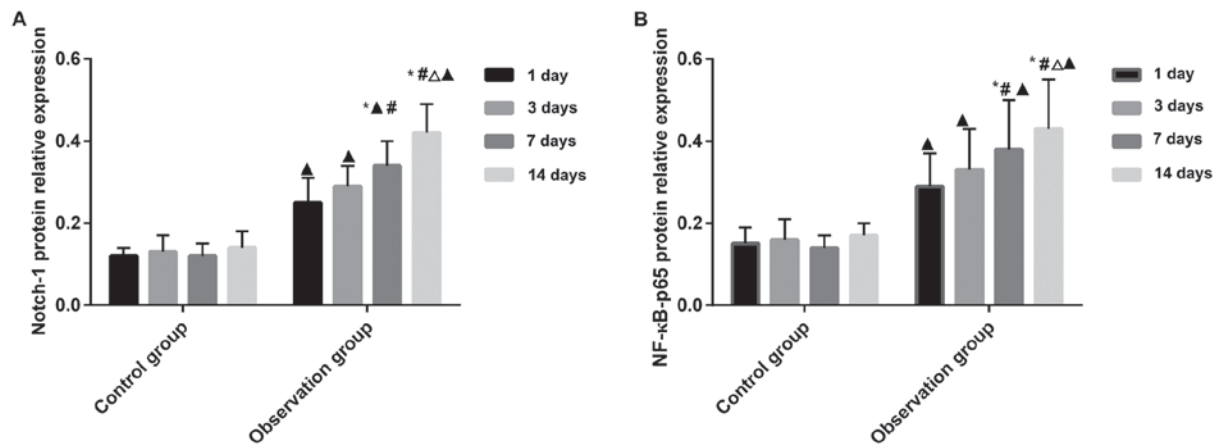 A
Notch-1 protein relative expression
0.6
0.4
0.2
0.0
▲
▲
*▲#
*#△▲
Control group
Observation group
1 day
3 days
7 days
14 days
B
NF-κB-p65 protein relative expression
0.6
0.4
0.2
0.0
▲
▲
*#▲
*#△▲
Control group
Observation group
1 day
3 days
7 days
14 days